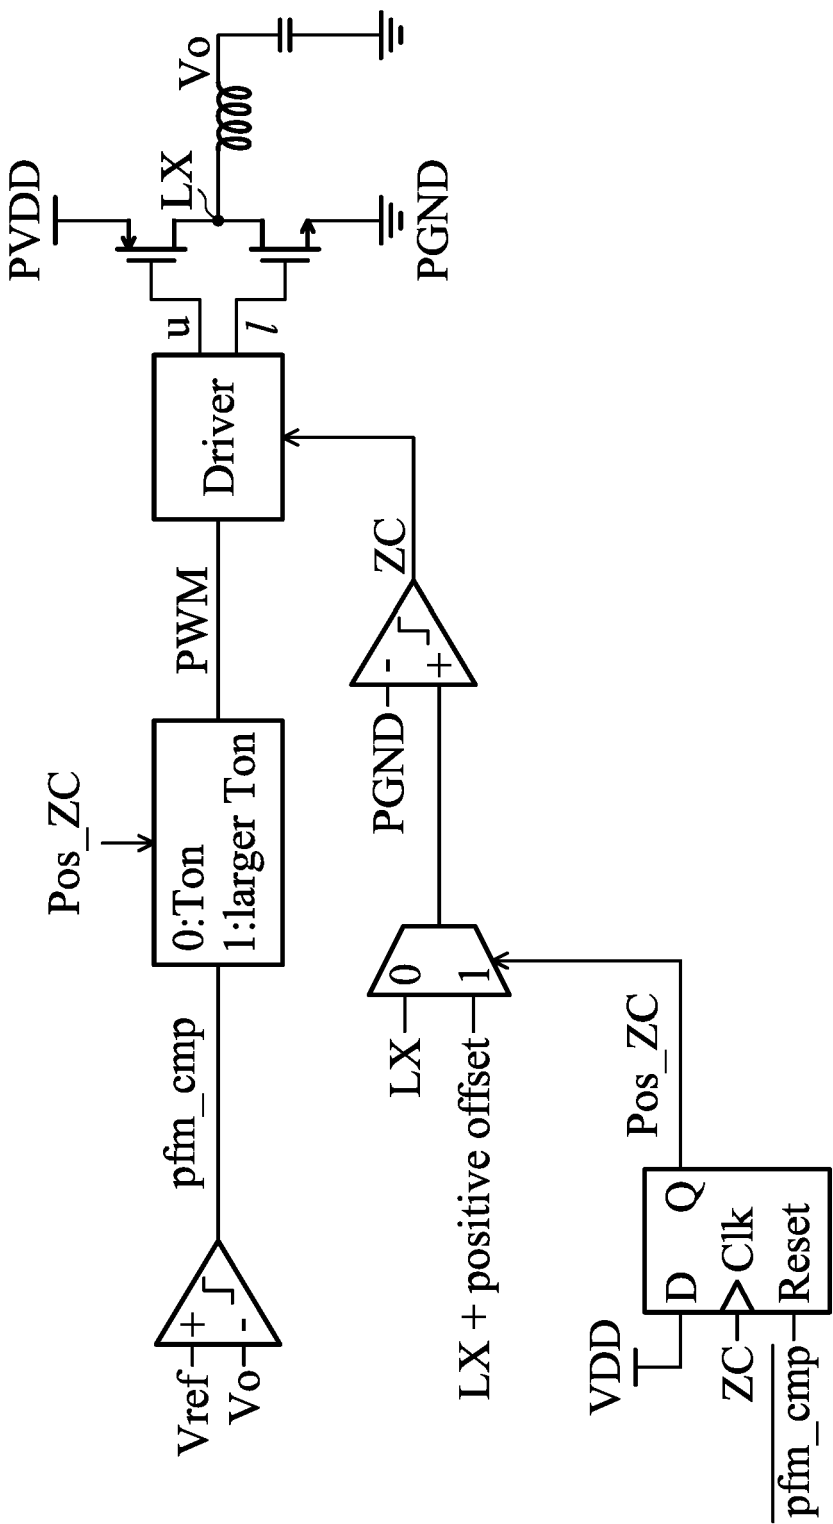 Vref
+
Vo
-
pfm_cmp
Pos_ZC
0:Ton
1:larger Ton
PWM
Driver
u
l
PVDD
LX
Vo
PGND
LX
0
LX + positive offset
1
PGND
-
+
ZC
VDD
D
Q
ZC
Clk
pfm_cmp
Reset
Pos_ZC